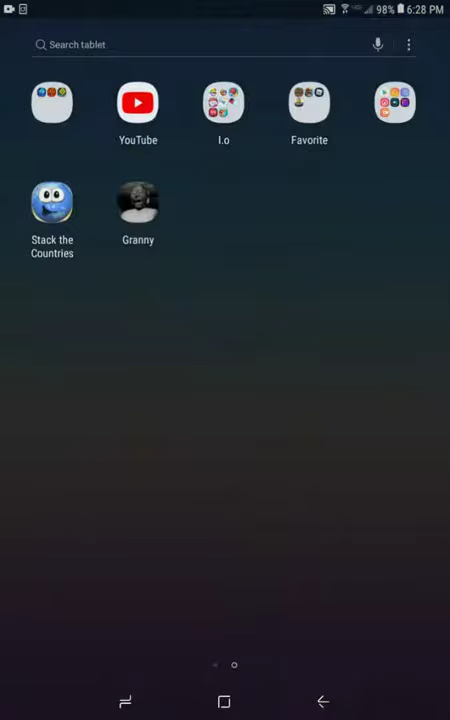 98% 6:28 PM
Search tablet
YouTube
I.o
Favorite
Stack the
Countries
Granny